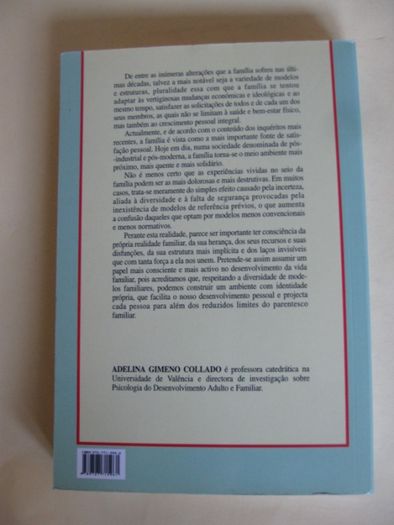 De entre as inúmeras alterações que a família sofreu nas últi-
mas décadas, talvez a mais notável seja a variedade de modelos
e estruturas, pluralidade essa com que a família se tentou
adaptar às vertiginosas mudanças económicas e ideológicas e ao
mesmo tempo, satisfazer as solicitações de todos e de cada um dos
seus membros, as quais não se limitam à saúde e bem-estar físico,
mas também ao crescimento pessoal integral.
Actualmente, e de acordo com o conteúdo dos inquéritos mais
recentes, a família é vista como a mais importante fonte de satis-
fação pessoal. Hoje em dia, numa sociedade denominada de pós-
-industrial e pós-moderna, a família torna-se o meio ambiente mais
próximo, mais quente e mais solidário.
Não é menos certo que as experiências vividas no seio da
família podem ser as mais dolorosas e mais destrutivas. Em muitos
casos, trata-se meramente do simples efeito causado pela incerteza,
aliada à diversidade e à falta de segurança provocadas pela
inexistência de modelos de referência prévios, o que aumenta
a confusão daqueles que optam por modelos menos convencionais
e menos normativos.
Perante esta realidade, parece ser importante ter consciência da
própria realidade familiar, da sua herança, dos seus recursos e suas
disfunções, da sua estrutura mais implícita e dos laços invisíveis
que com tanta força a ela nos unem. Pretende-se assim assumir um
papel mais consciente e mais activo no desenvolvimento da vida
familiar, pois acreditamos que, respeitando a diversidade de mode-
los familiares, podemos construir um ambiente com identidade
própria, que facilita o nosso desenvolvimento pessoal e projecta
cada pessoa para além dos reduzidos limites do parentesco
familiar.
ADELINA GIMENO COLLADO é professora catedrática na
Universidade de València e directora de investigação sobre
Psicologia do Desenvolvimento Adulto e Familiar.